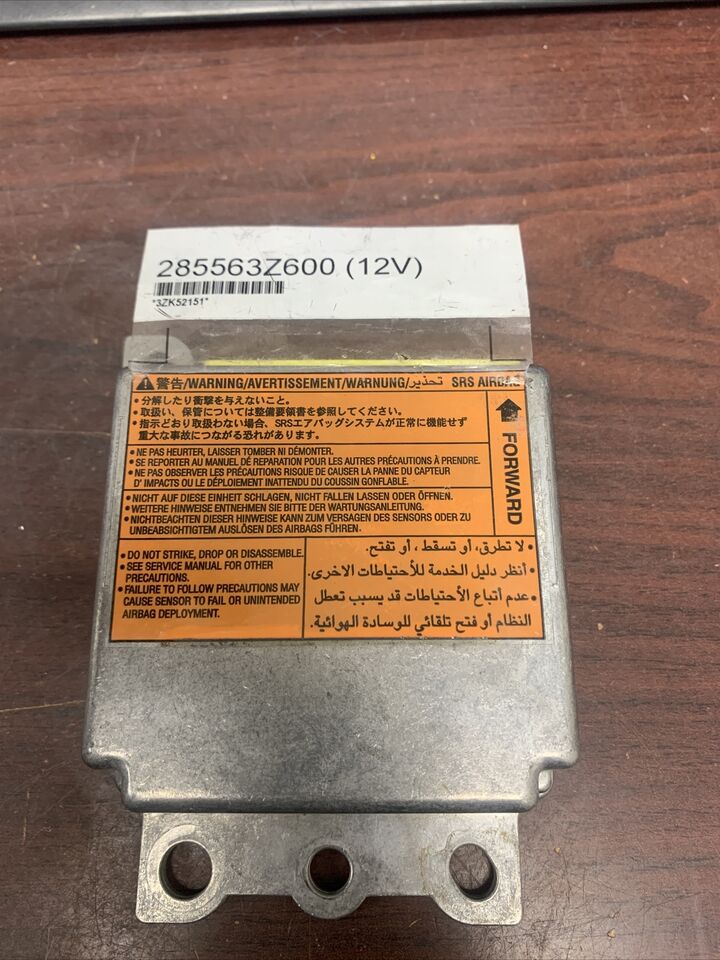 285563Z600 (12V)
*3ZK52151*
警告/WARNING/AVERTISSEMENT/WARNUNG/تحذير SRS AIRBAG
・分解したり衝撃を与えないこと。
・取扱い、保管については整備要領書を参照してください。
・指示どおり取扱わない場合、SRSエアバッグシステムが正常に機能せず
重大な事故につながる恐れがあります。
• NE PAS HEURTER, LAISSER TOMBER NI DÉMONTER.
• SE REPORTER AU MANUEL DE REPARATION POUR LES AUTRES PRÉCAUTIONS À PRENDRE.
• NE PAS OBSERVER LES PRÉCAUTIONS RISQUE DE CAUSER LA PANNE DU CAPTEUR
D' IMPACTS OU LE DÉPLOIEMENT INATTENDU DU COUSSIN GONFLABLE.
• NICHT AUF DIESE EINHEIT SCHLAGEN, NICHT FALLEN LASSEN ODER ÖFFNEN.
• WEITERE HINWEISE ENTNEHMEN SIE BITTE DER WARTUNGSANLEITUNG.
• NICHTBEACHTEN DIESER HINWEISE KANN ZUM VERSAGEN DES SENSORS ODER ZU
UNBEABSICHTIGTEM AUSLÖSEN DES AIRBAGS FÜHREN.
FORWARD
• DO NOT STRIKE, DROP OR DISASSEMBLE.
• SEE SERVICE MANUAL FOR OTHER
PRECAUTIONS.
• FAILURE TO FOLLOW PRECAUTIONS MAY
CAUSE SENSOR TO FAIL OR UNINTENDED
AIRBAG DEPLOYMENT.
• لا تطرق، أو تسقط ، أو تفتح.
• أنظر دليل الخدمة للأحتياطات الاخرى.
• عدم أتباع الأحتياطات قد يسبب تعطل
النظام أو فتح تلقائي للوسادة الهوائية.